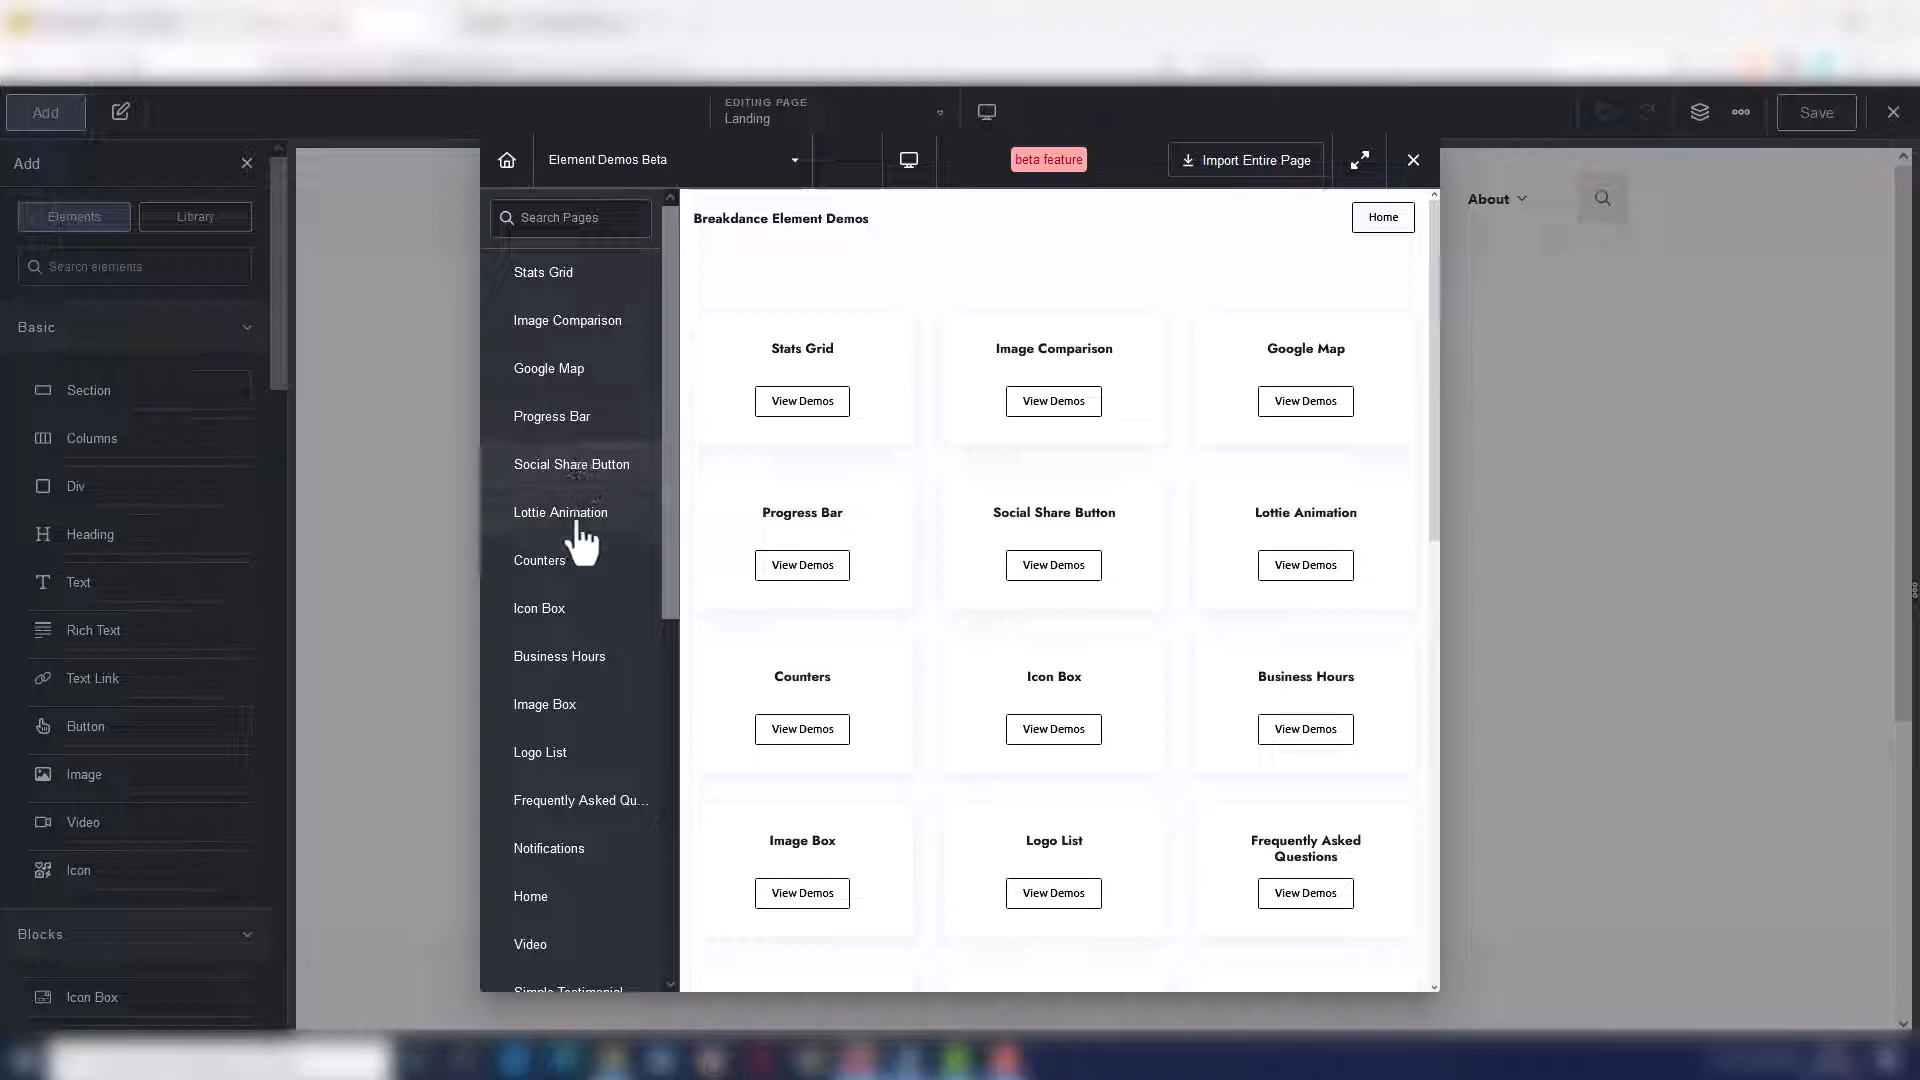 Add
EDITING PAGE
Landing
Save
Add
Elements
Library
Search elements
Basic
Section
Columns
Div
Heading
Text
Rich Text
Text Link
Button
Image
Video
Icon
Blocks
Icon Box
Element Demos Beta
beta feature
Import Entire Page
Search Pages
Stats Grid
Image Comparison
Google Map
Progress Bar
Social Share Button
Lottie Animation
Counters
Icon Box
Business Hours
Image Box
Logo List
Frequently Asked Qu...
Notifications
Home
Video
Simple Testimonial
Breakdance Element Demos
Home
Stats Grid
View Demos
Image Comparison
View Demos
Google Map
View Demos
Progress Bar
View Demos
Social Share Button
View Demos
Lottie Animation
View Demos
Counters
View Demos
Icon Box
View Demos
Business Hours
View Demos
Image Box
View Demos
Logo List
View Demos
Frequently Asked
Questions
View Demos
About